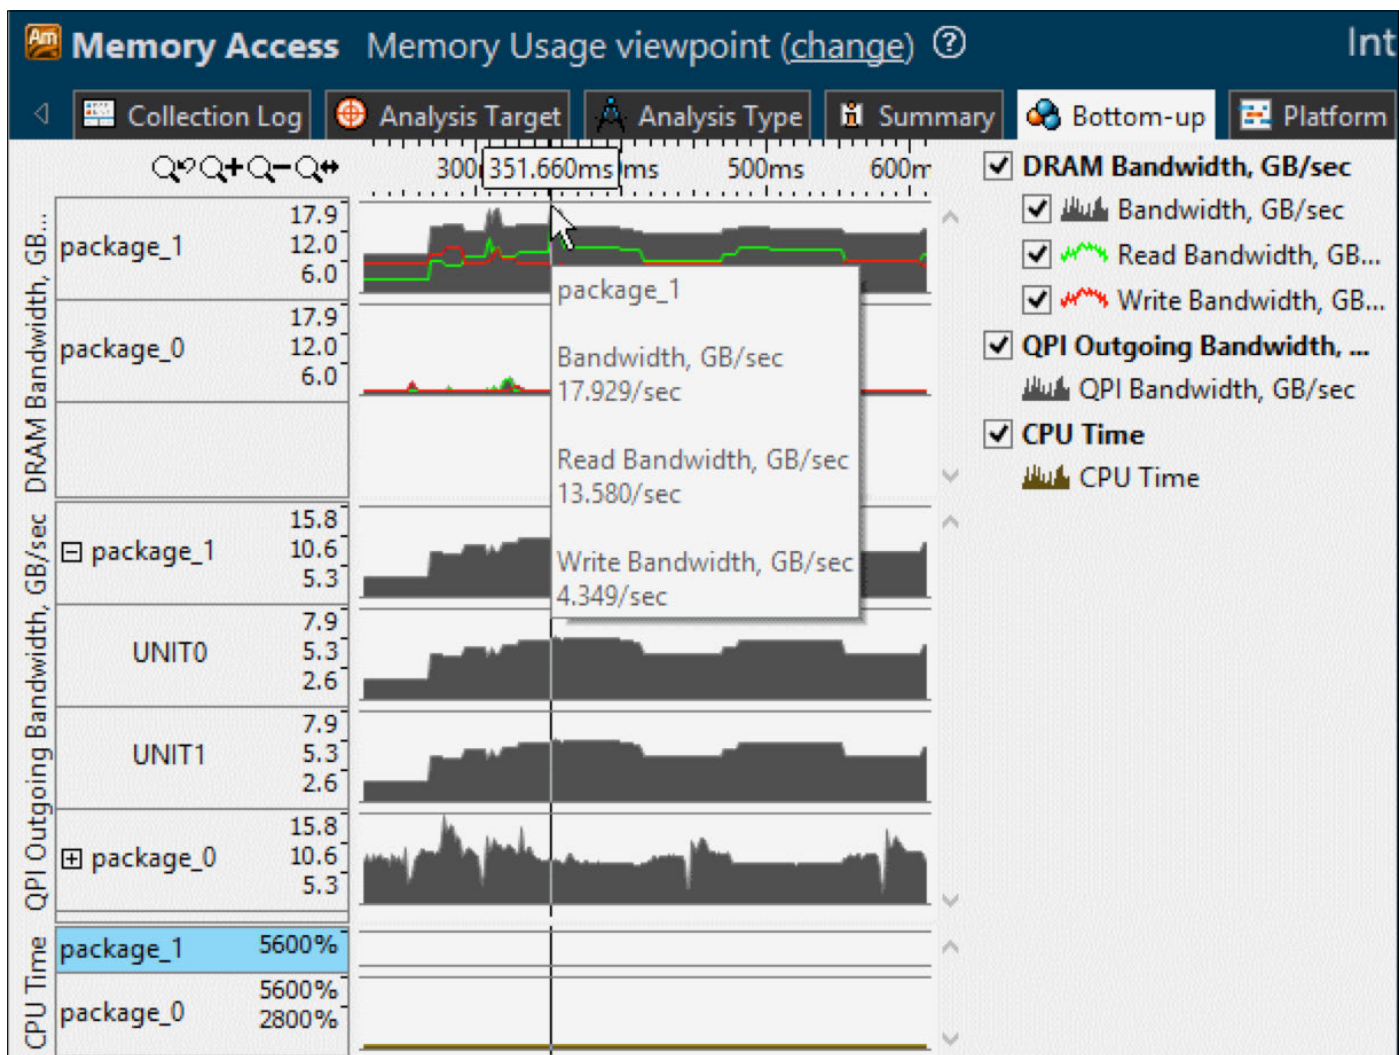 Am Memory Access Memory Usage viewpoint (change) ? Int
Collection Log Analysis Target Analysis Type Summary Bottom-up Platform
300 351.660ms ms 500ms 600m
DRAM Bandwidth, GB...
package_1
17.9
12.0
6.0
package_0
17.9
12.0
6.0
QPI Outgoing Bandwidth, GB/sec
package_1
15.8
10.6
5.3
UNIT0
7.9
5.3
2.6
UNIT1
7.9
5.3
2.6
package_0
15.8
10.6
5.3
CPU Time
package_1 5600%
package_0
5600%
2800%
package_1
Bandwidth, GB/sec
17.929/sec
Read Bandwidth, GB/sec
13.580/sec
Write Bandwidth, GB/sec
4.349/sec
DRAM Bandwidth, GB/sec
Bandwidth, GB/sec
Read Bandwidth, GB...
Write Bandwidth, GB...
QPI Outgoing Bandwidth, ...
QPI Bandwidth, GB/sec
CPU Time
CPU Time